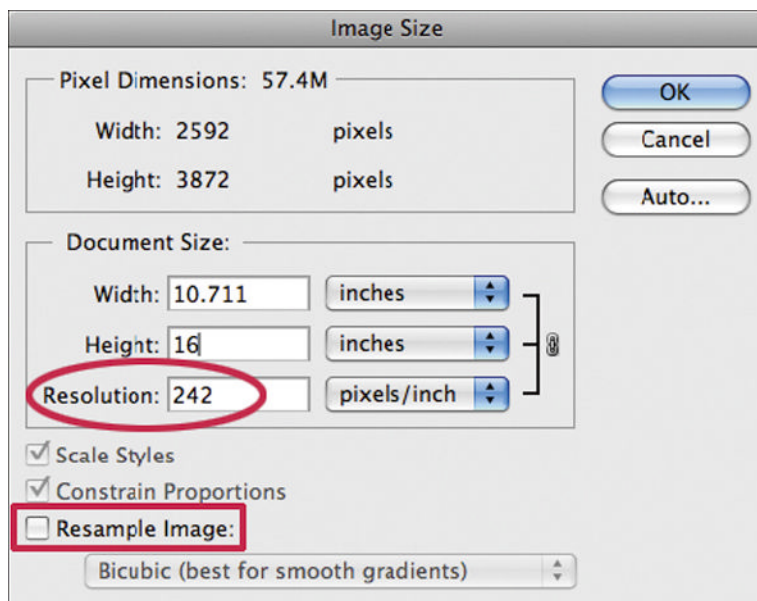 Image Size
Pixel Dimensions: 57.4M
OK
Width: 2592 pixels
Cancel
Height: 3872 pixels
Auto...
Document Size:
Width: 10.711 inches
Height: 16 inches
Resolution: 242 pixels/inch
Scale Styles
Constrain Proportions
Resample Image:
Bicubic (best for smooth gradients)